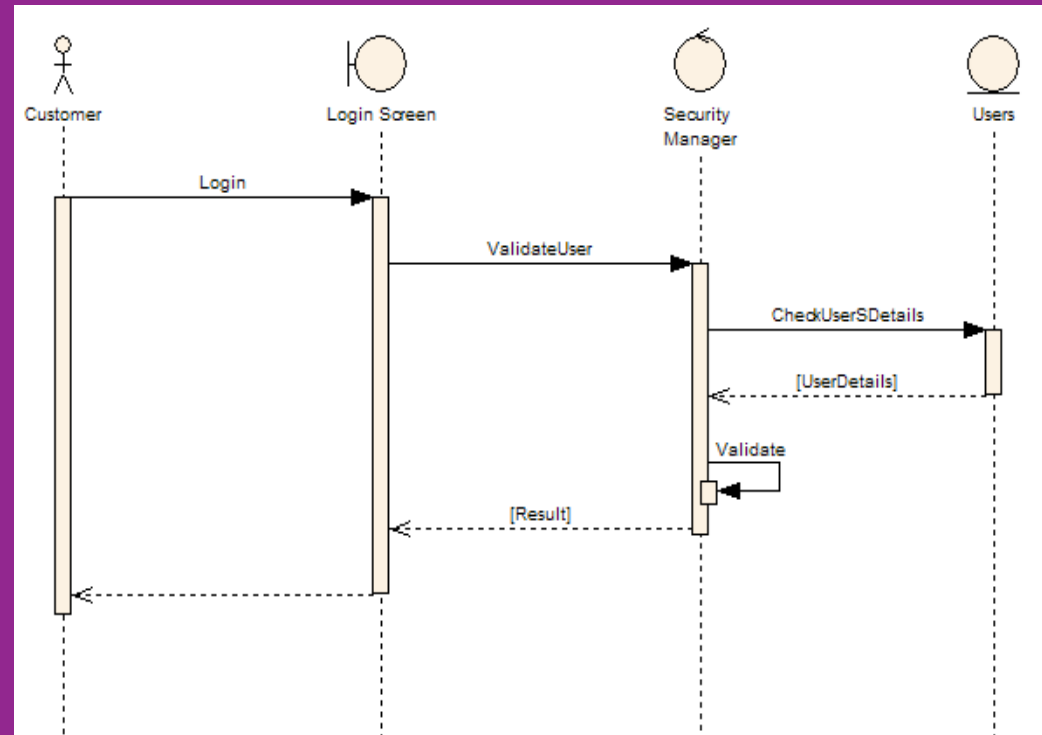 Customer
Login Screen
Security
Manager
Users
Login
ValidateUser
CheckUserSDetails
[UserDetails]
Validate
[Result]